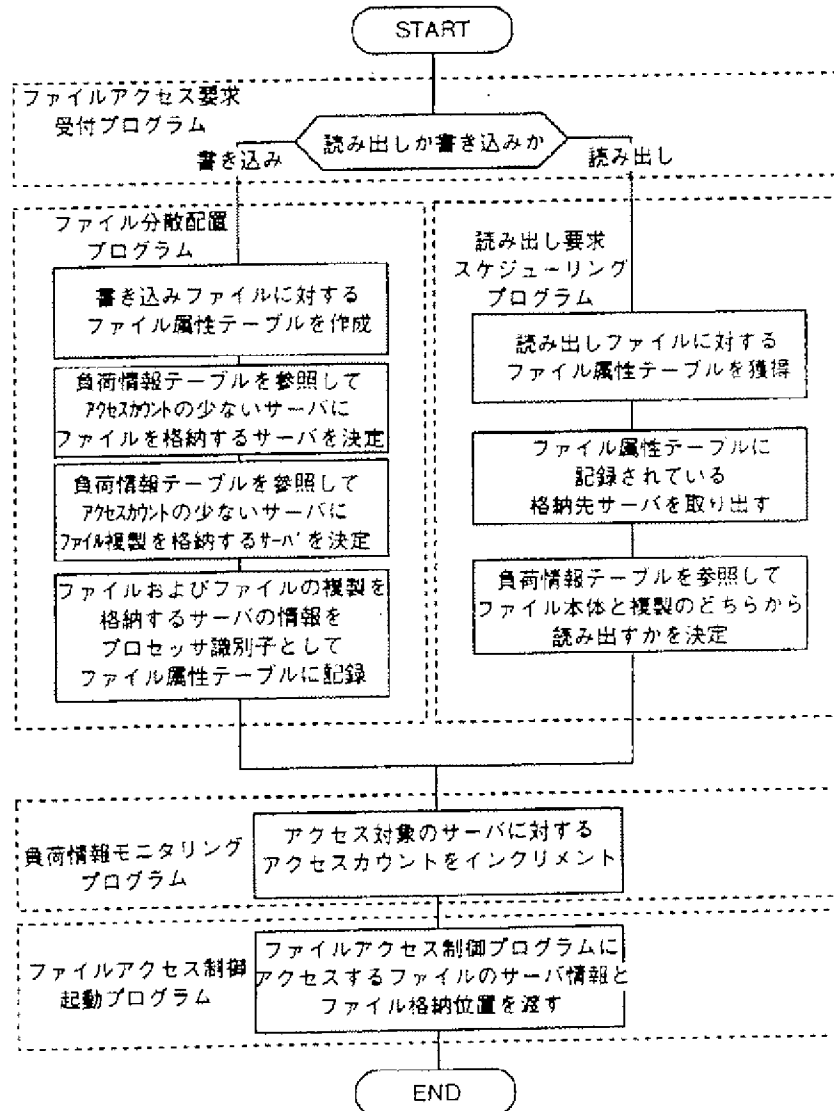 START
ファイルアクセス要求
受付プログラム
読み出しか書き込みか
書き込み
読み出し
ファイル分散配置
プログラム
書き込みファイルに対する
ファイル属性テーブルを作成
負荷情報テーブルを参照して
アクセスカウントの少ないサーバに
ファイルを格納するサーバを決定
負荷情報テーブルを参照して
アクセスカウントの少ないサーバに
ファイル複製を格納するサーバを決定
ファイルおよびファイルの複製を
格納するサーバの情報を
プロセッサ識別子として
ファイル属性テーブルに記録
読み出し要求
スケジューリング
プログラム
読み出しファイルに対する
ファイル属性テーブルを獲得
ファイル属性テーブルに
記録されている
格納先サーバを取り出す
負荷情報テーブルを参照して
ファイル本体と複製のどちらから
読み出すかを決定
負荷情報モニタリング
プログラム
アクセス対象のサーバに対する
アクセスカウントをインクリメント
ファイルアクセス制御
起動プログラム
ファイルアクセス制御プログラムに
アクセスするファイルのサーバ情報と
ファイル格納位置を渡す
END